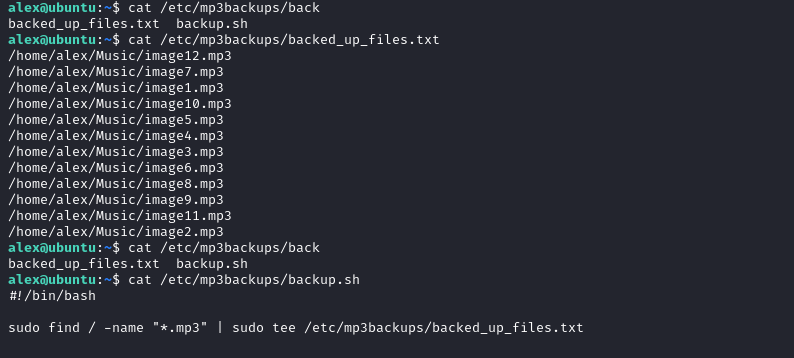 alex@ubuntu:~$ cat /etc/mp3backups/back
backed_up_files.txt  backup.sh
alex@ubuntu:~$ cat /etc/mp3backups/backed_up_files.txt
/home/alex/Music/image12.mp3
/home/alex/Music/image7.mp3
/home/alex/Music/image1.mp3
/home/alex/Music/image10.mp3
/home/alex/Music/image5.mp3
/home/alex/Music/image4.mp3
/home/alex/Music/image3.mp3
/home/alex/Music/image6.mp3
/home/alex/Music/image8.mp3
/home/alex/Music/image9.mp3
/home/alex/Music/image11.mp3
/home/alex/Music/image2.mp3
alex@ubuntu:~$ cat /etc/mp3backups/back
backed_up_files.txt  backup.sh
alex@ubuntu:~$ cat /etc/mp3backups/backup.sh
#!/bin/bash
sudo find / -name "*.mp3" | sudo tee /etc/mp3backups/backed_up_files.txt